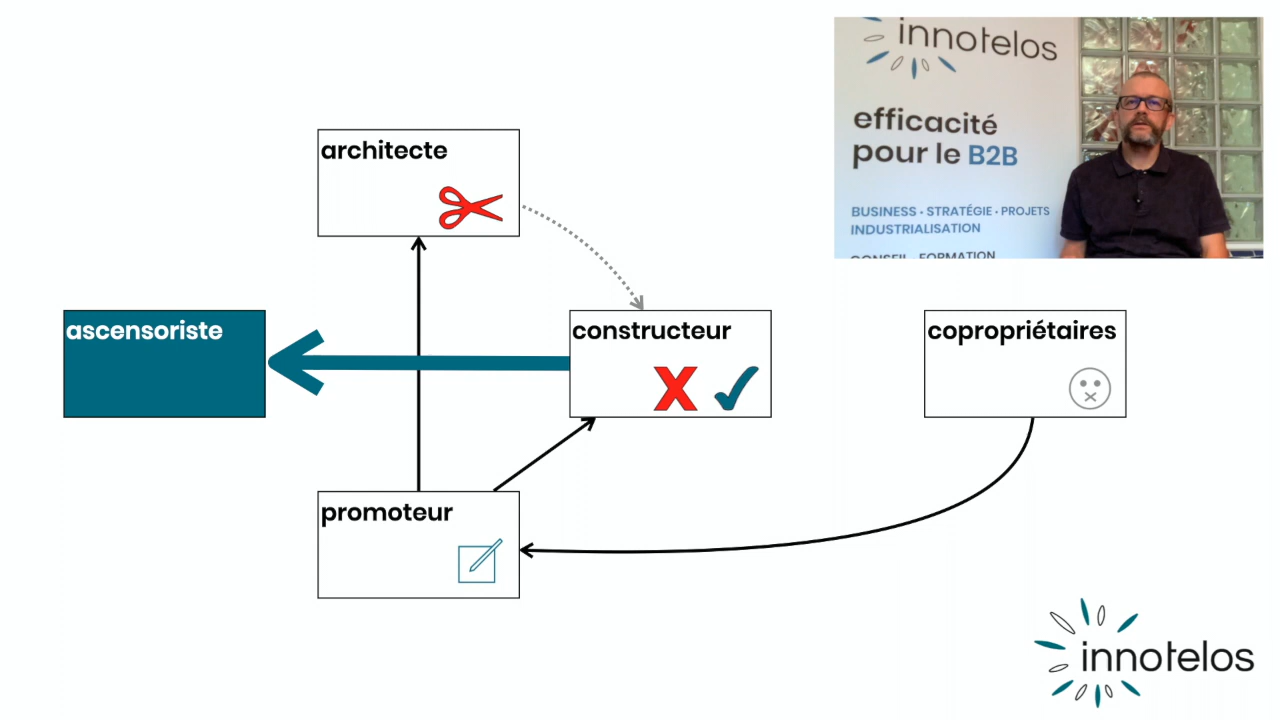 innotelos
efficacité
pour le B2B
BUSINESS • STRATÉGIE • PROJETS
INDUSTRIALISATION
CONSEIL • FORMATION
architecte
ascensoriste
constructeur
X
copropriétaires
promoteur
innotelos